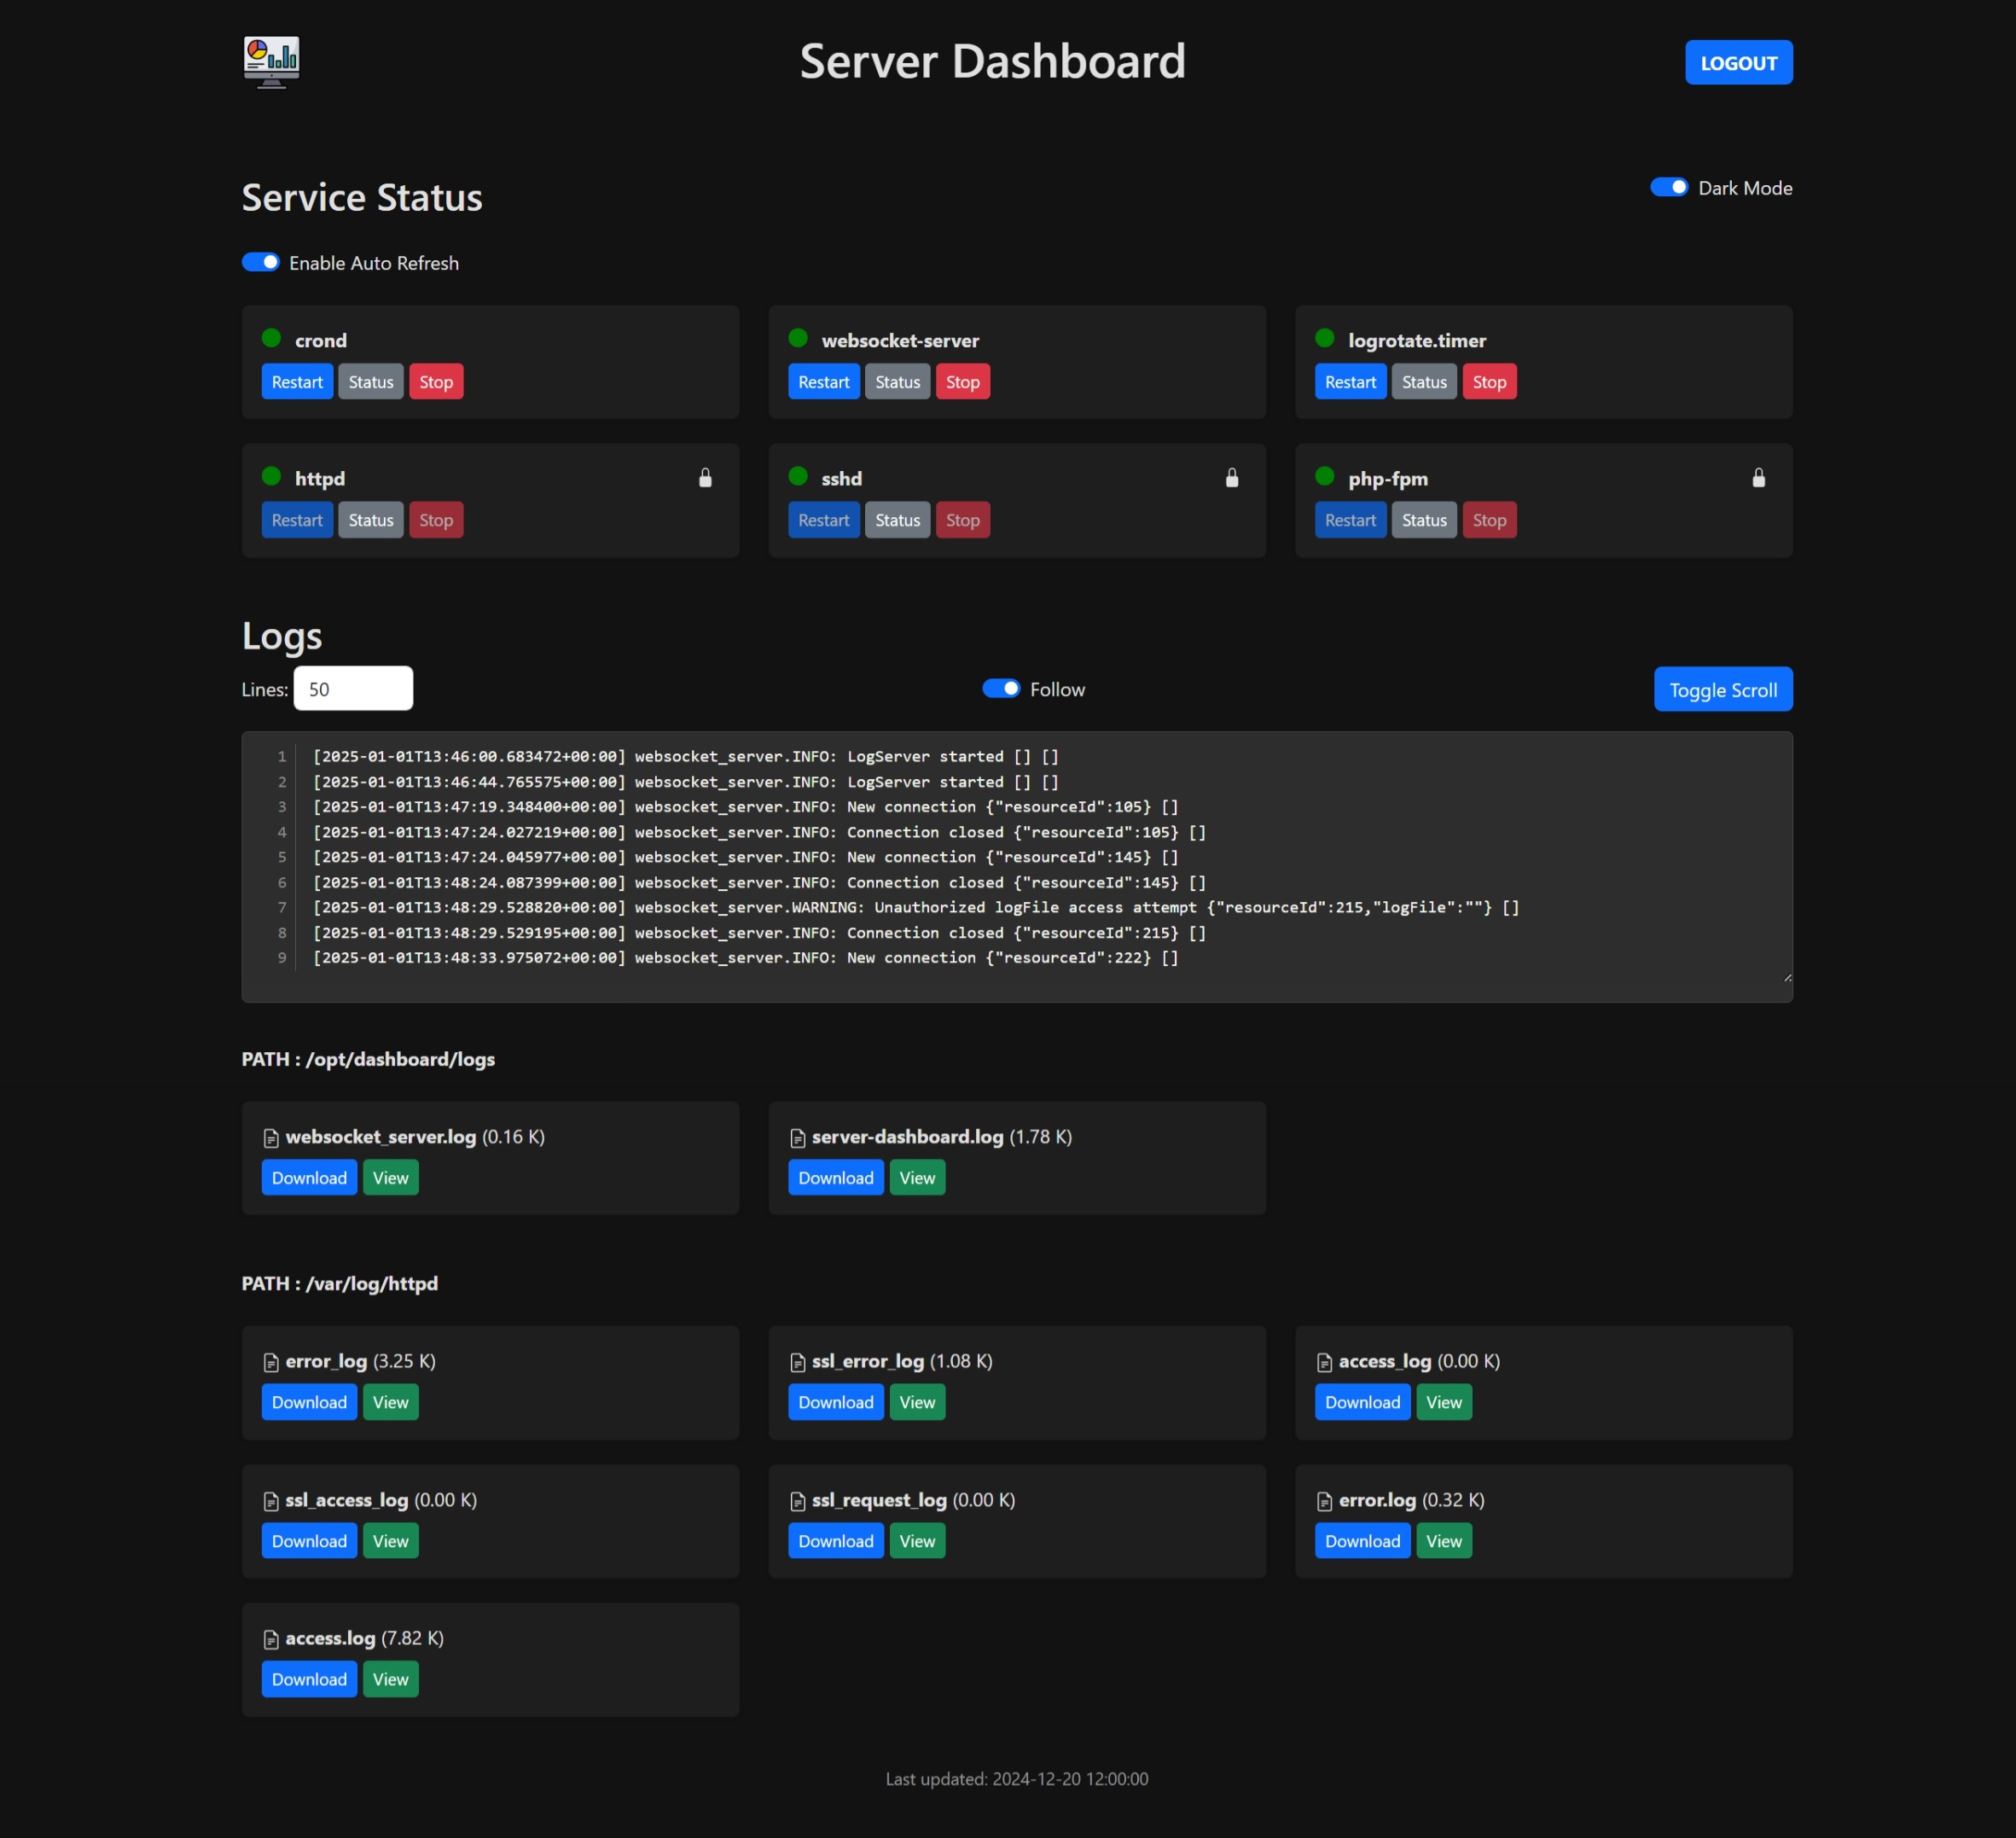 Server Dashboard
LOGOUT
Service Status
Dark Mode
Enable Auto Refresh
crond
Restart Status Stop
websocket-server
Restart Status Stop
logrotate.timer
Restart Status Stop
httpd
Restart Status Stop
sshd
Restart Status Stop
php-fpm
Restart Status Stop
Logs
Lines: 50
Follow
Toggle Scroll
1 [2025-01-01T13:46:00.683472+00:00] websocket_server.INFO: LogServer started [] []
2 [2025-01-01T13:46:44.765575+00:00] websocket_server.INFO: LogServer started [] []
3 [2025-01-01T13:47:19.348400+00:00] websocket_server.INFO: New connection {"resourceId":105} []
4 [2025-01-01T13:47:24.027219+00:00] websocket_server.INFO: Connection closed {"resourceId":105} []
5 [2025-01-01T13:47:24.045977+00:00] websocket_server.INFO: New connection {"resourceId":145} []
6 [2025-01-01T13:48:24.087399+00:00] websocket_server.INFO: Connection closed {"resourceId":145} []
7 [2025-01-01T13:48:29.528820+00:00] websocket_server.WARNING: Unauthorized logFile access attempt {"resourceId":215,"logFile":""} []
8 [2025-01-01T13:48:29.529195+00:00] websocket_server.INFO: Connection closed {"resourceId":215} []
9 [2025-01-01T13:48:33.975072+00:00] websocket_server.INFO: New connection {"resourceId":222} []
PATH : /opt/dashboard/logs
websocket_server.log (0.16 K)
Download View
server-dashboard.log (1.78 K)
Download View
PATH : /var/log/httpd
error_log (3.25 K)
Download View
ssl_error_log (1.08 K)
Download View
access_log (0.00 K)
Download View
ssl_access_log (0.00 K)
Download View
ssl_request_log (0.00 K)
Download View
error.log (0.32 K)
Download View
access.log (7.82 K)
Download View
Last updated: 2024-12-20 12:00:00